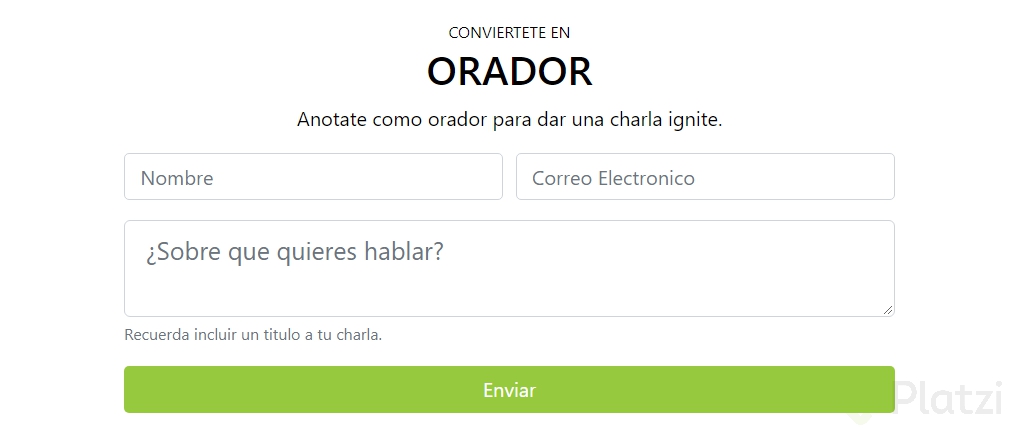 CONVIERTETE EN
ORADOR
Anotate como orador para dar una charla ignite.
Nombre
Correo Electronico
¿Sobre que quieres hablar?
Recuerda incluir un titulo a tu charla.
Enviar
Platzi